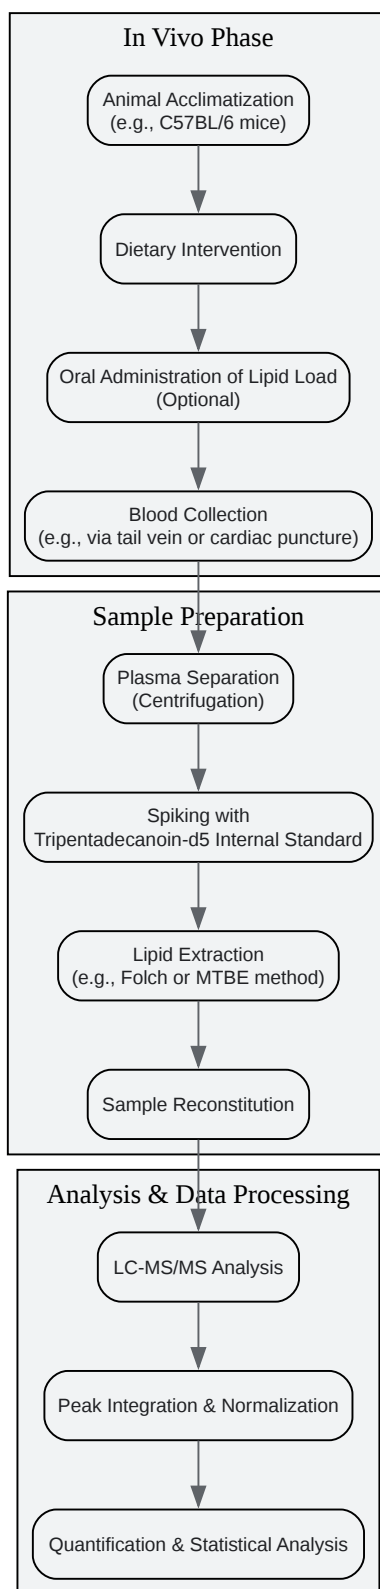 In Vivo Phase
Animal Acclimatization
(e.g., C57BL/6 mice)
Dietary Intervention
Oral Administration of Lipid Load
(Optional)
Blood Collection
(e.g., via tail vein or cardiac puncture)
Sample Preparation
Plasma Separation
(Centrifugation)
Spiking with
Tripentadecanoin-d5 Internal Standard
Lipid Extraction
(e.g., Folch or MTBE method)
Sample Reconstitution
Analysis & Data Processing
LC-MS/MS Analysis
Peak Integration & Normalization
Quantification & Statistical Analysis